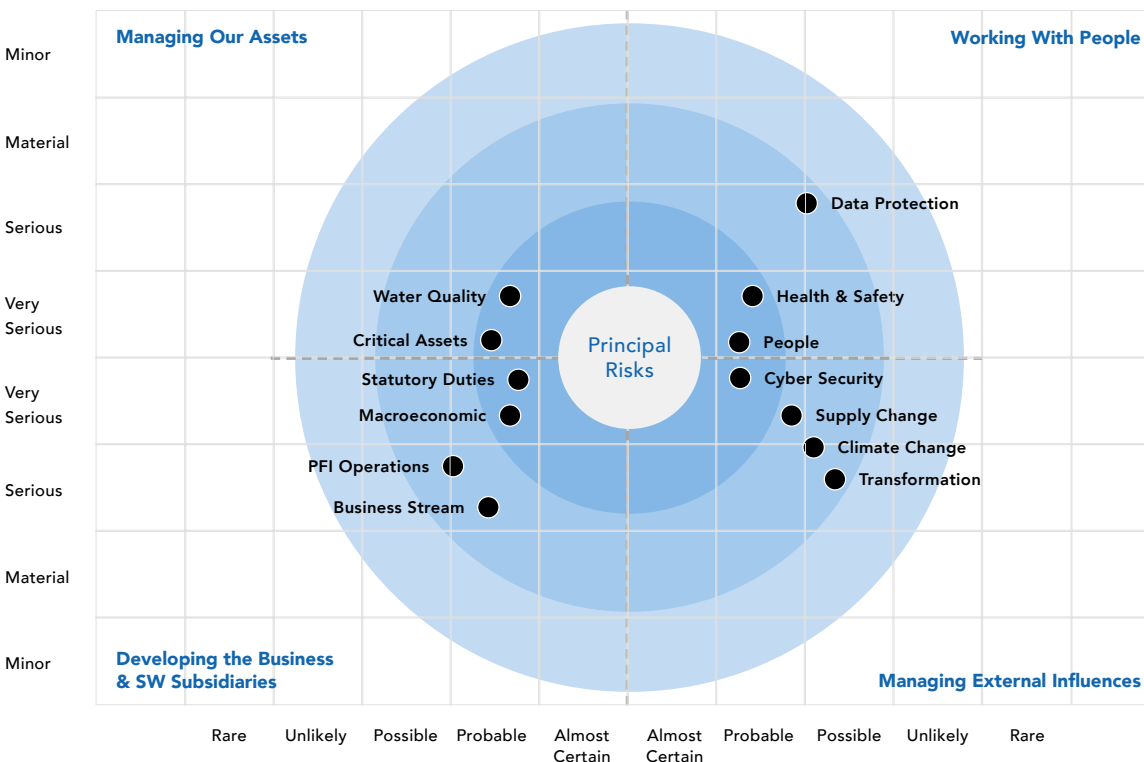 Managing Our Assets
Working With People
Minor
Material
Serious
Very
Serious
Very
Serious
Serious
Material
Minor
Data Protection
Water Quality
Health & Safety
Critical Assets
People
Principal
Risks
Statutory Duties
Cyber Security
Macroeconomic
Supply Change
Climate Change
PFI Operations
Transformation
Business Stream
Developing the Business
& SW Subsidiaries
Managing External Influences
Rare
Unlikely
Possible
Probable
Almost
Certain
Almost
Certain
Probable
Possible
Unlikely
Rare